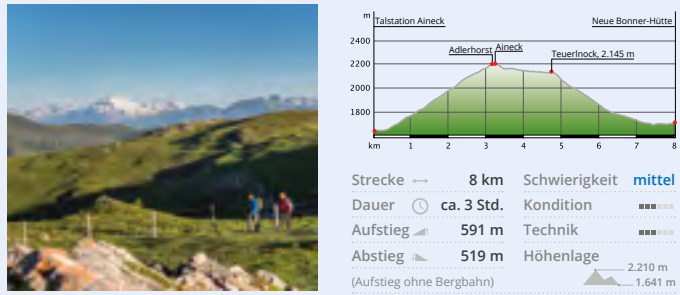 m
Talstation Aineck
Neue Bonner-Hütte
2400
Adlerhorst
Aineck
Teuerlnock, 2.145 m
2200
2000
1800
km 1 2 3 4 5 6 7 8
Strecke 8 km
Dauer ca. 3 Std.
Aufstieg 591 m
Abstieg 519 m
(Aufstieg ohne Bergbahn)
Schwierigkeit mittel
Kondition
Technik
Höhenlage
2.210 m
1.641 m